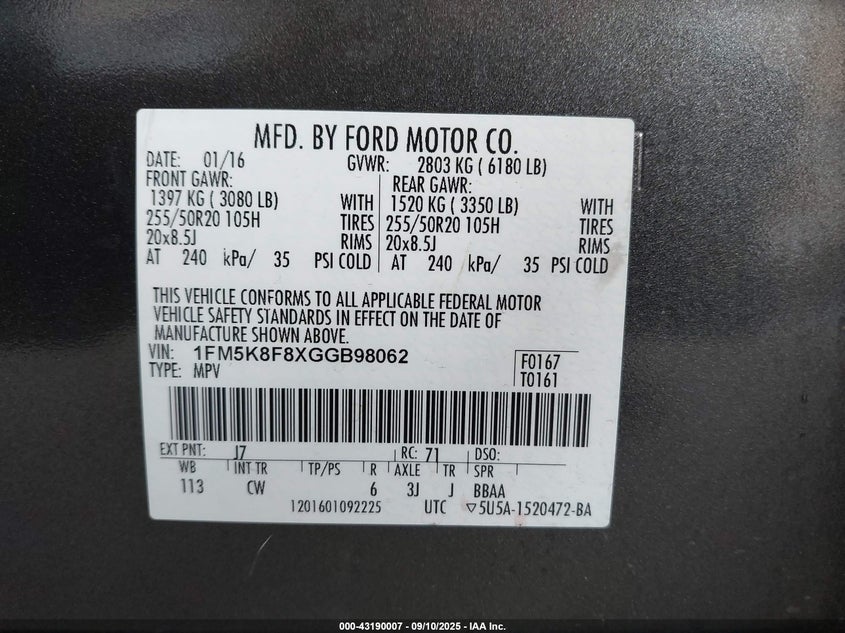 MFD. BY FORD MOTOR CO.
DATE: 01/16 GVWR: 2803 KG ( 6180 LB)
FRONT GAWR: REAR GAWR:
1397 KG ( 3080 LB) WITH 1520 KG ( 3350 LB) WITH
255/50R20 105H TIRES 255/50R20 105H TIRES
20x8.5J RIMS 20x8.5J RIMS
AT 240 kPa/ 35 PSI COLD AT 240 kPa/ 35 PSI COLD
THIS VEHICLE CONFORMS TO ALL APPLICABLE FEDERAL MOTOR
VEHICLE SAFETY STANDARDS IN EFFECT ON THE DATE OF
MANUFACTURE SHOWN ABOVE.
VIN: 1FM5K8F8XGGB98062 F0167
TYPE: MPV T0161
EXT PNT: J7 RC: 71 DSO:
WB INT TR TP/PS R AXLE TR SPR
113 CW 6 3J J BBAA
1201601092225 UTC ▽5U5A-1520472-BA
000-43190007 - 09/10/2025 - IAA Inc.